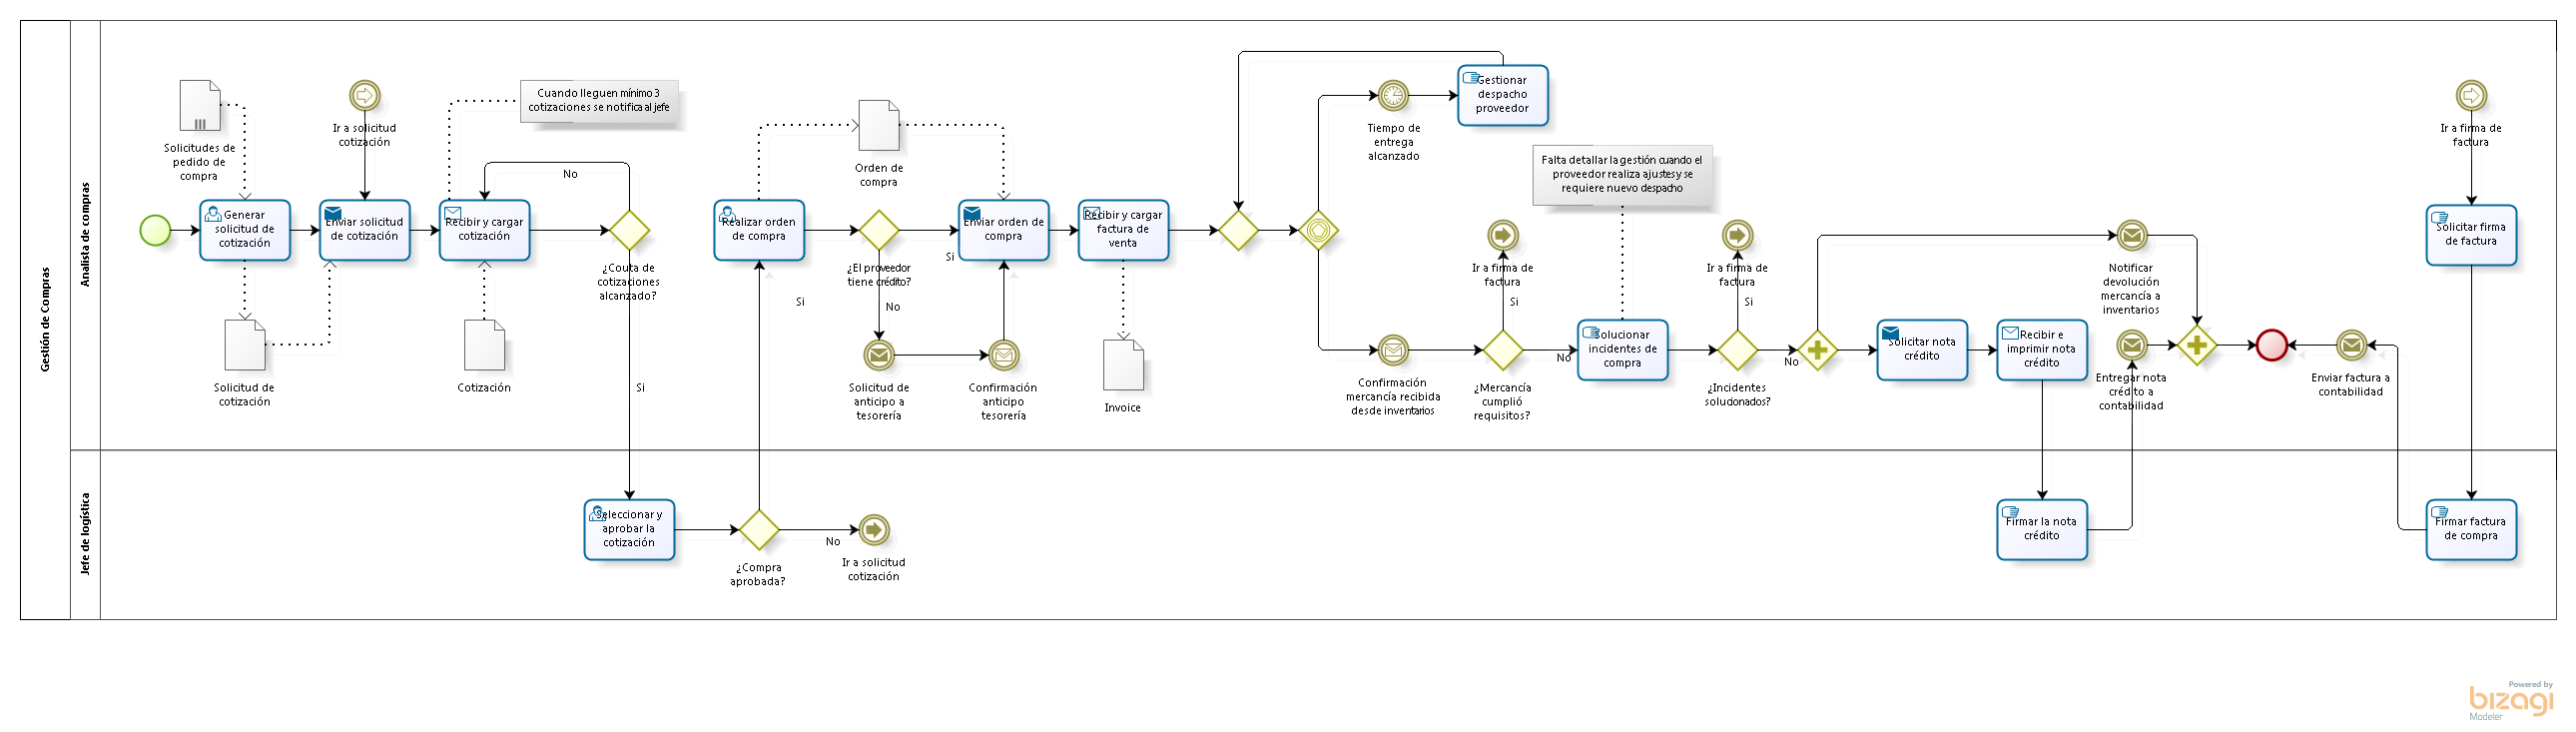 Gestión de Compras
Analista de compras
Jefe de logística
Solicitudes de
pedido de
compra
Generar
solicitud de
cotización
Solicitud de
cotización
Ir a solicitud
cotización
Enviar solicitud
de cotización
Cuando lleguen mínimo 3
cotizaciones se notifica al jefe
Recibir y cargar
cotización
Cotización
No
¿Couta de
cotizaciones
alcanzado?
Si
Seleccionar y
aprobar la
cotización
¿Compra
aprobada?
No
Ir a solicitud
cotización
Si
Realizar orden
de compra
Orden de
compra
¿El proveedor
tiene crédito?
Si
No
Solicitud de
anticipo a
tesorería
Confirmación
anticipo
tesorería
Enviar orden de
compra
Recibir y cargar
factura de
venta
Invoice
Tiempo de
entrega
alcanzado
Gestionar
despacho
proveedor
Confirmación
mercancía recibida
desde inventarios
Ir a firma de
factura
Si
¿Mercancía
cumplió
requisitos?
No
Falta detallar la gestión cuando el
proveedor realiza ajustes y se
requiere nuevo despacho
Solucionar
incidentes de
compra
Ir a firma de
factura
Si
¿Incidentes
solucionados?
No
Solicitar nota
crédito
Recibir e
imprimir nota
crédito
Firmar la nota
crédito
Notificar
devolución
mercancía a
inventarios
Entregar nota
crédito a
contabilidad
Enviar factura a
contabilidad
Ir a firma de
factura
Solicitar firma
de factura
Firmar factura
de compra
Powered by
bizagi
Modeler